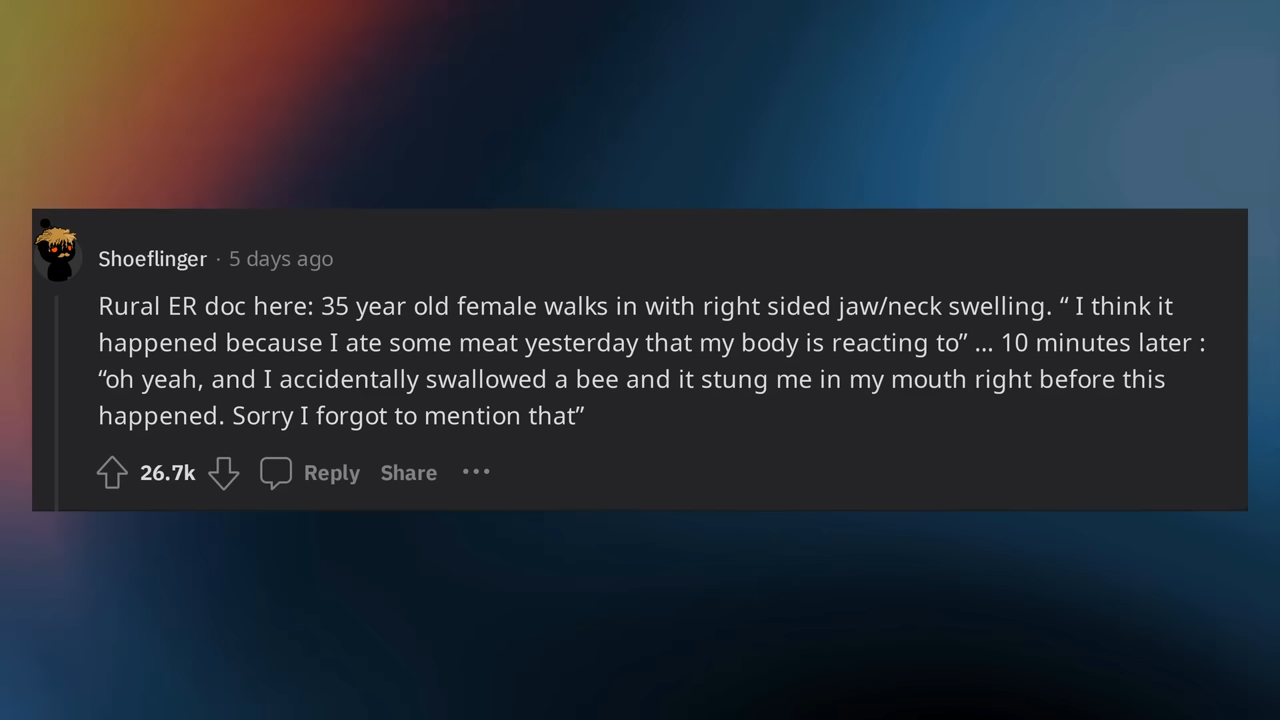 Shoeflinger · 5 days ago
Rural ER doc here: 35 year old female walks in with right sided jaw/neck swelling. “ I think it
happened because I ate some meat yesterday that my body is reacting to” ... 10 minutes later :
“oh yeah, and I accidentally swallowed a bee and it stung me in my mouth right before this
happened. Sorry I forgot to mention that”
26.7k Reply Share ···